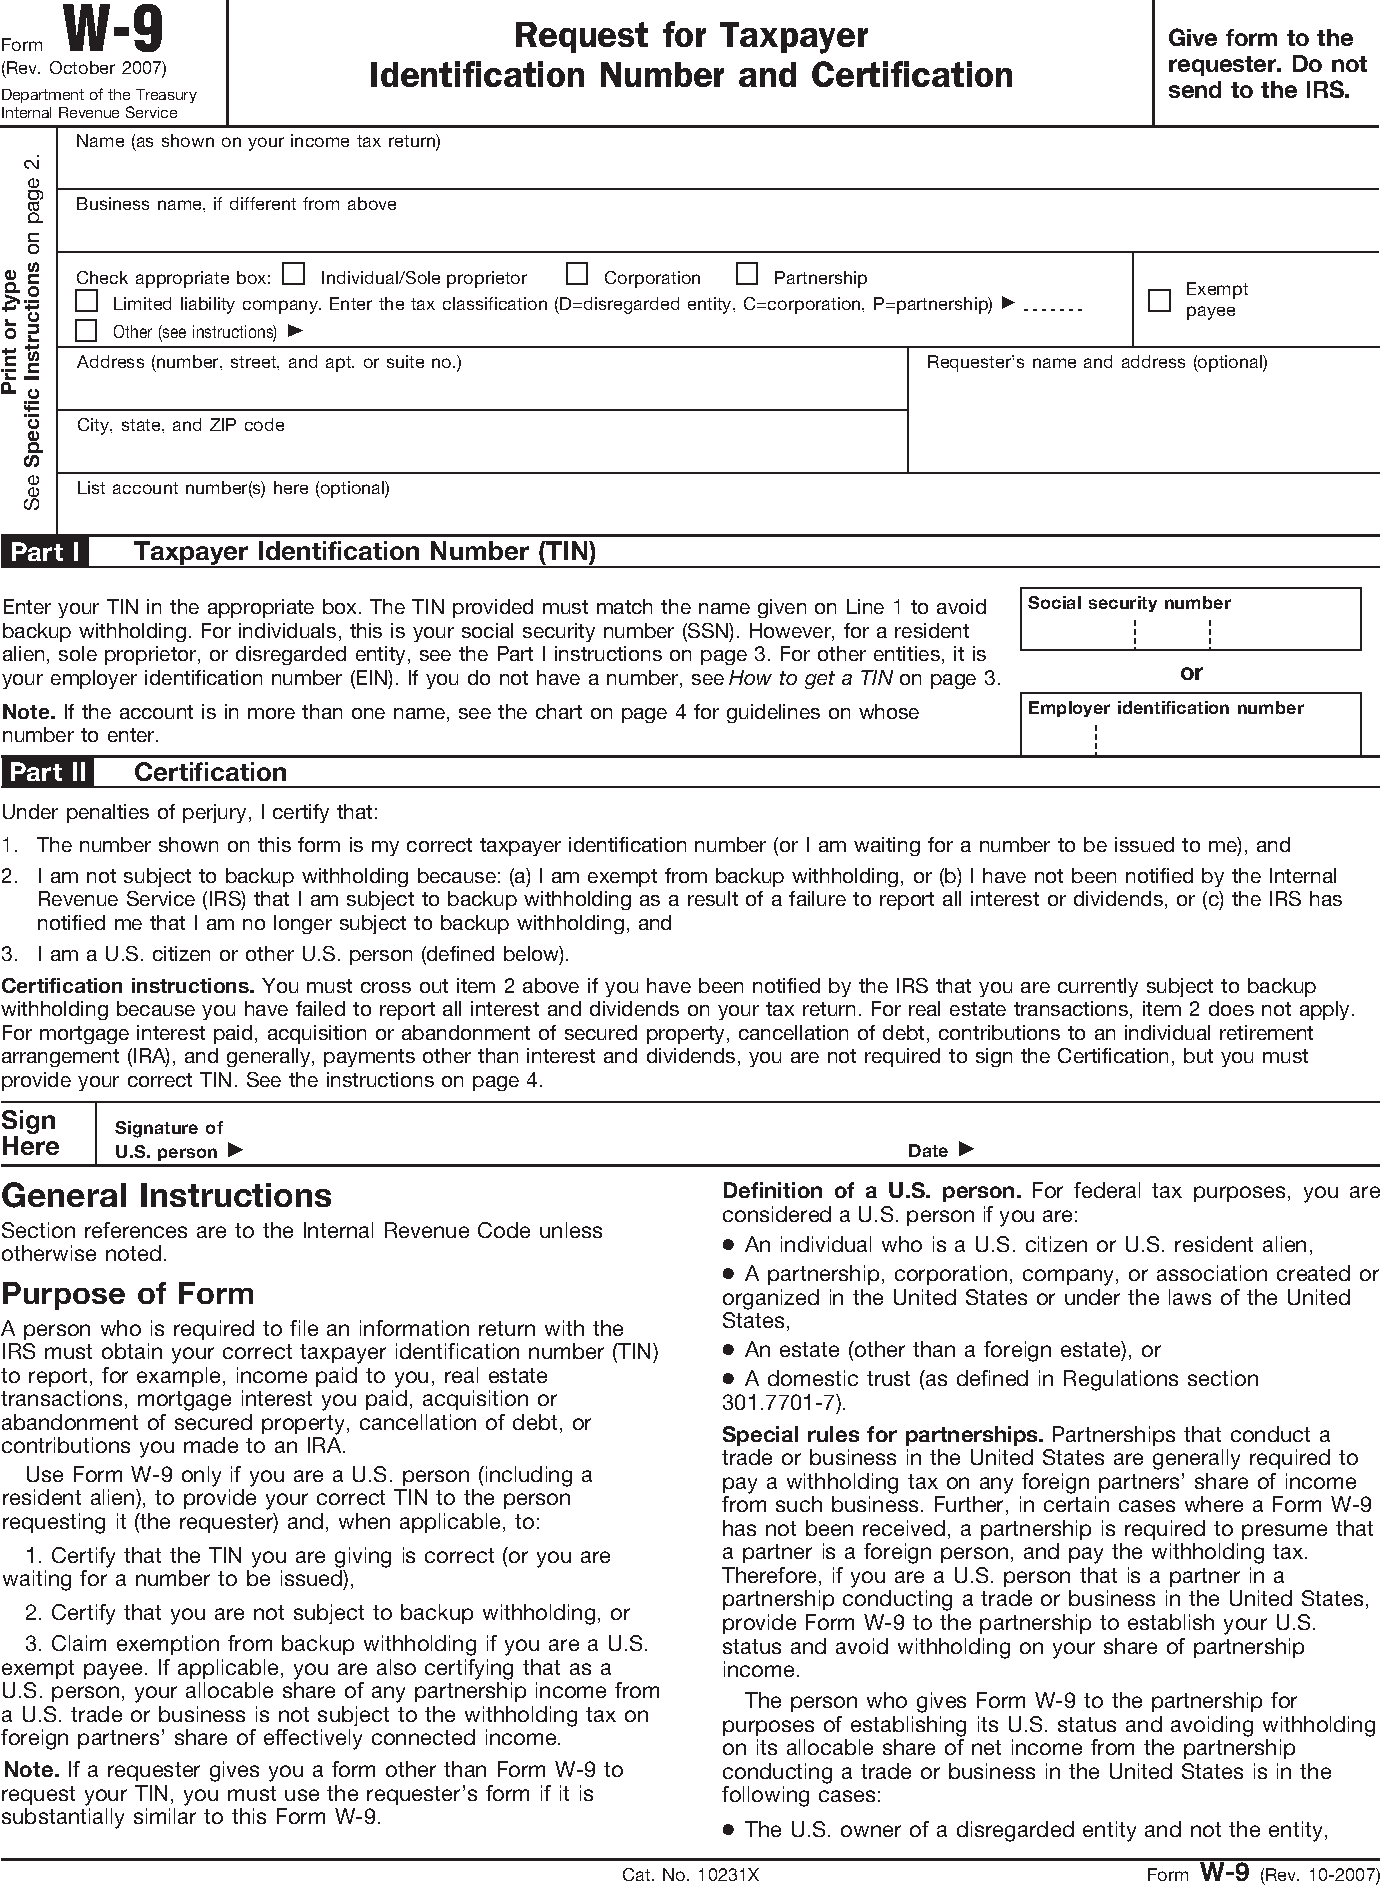 Form W-9
(Rev. October 2007)
Department of the Treasury
Internal Revenue Service
Request for Taxpayer
Identification Number and Certification
Give form to the
requester. Do not
send to the IRS.
Print or type
See Specific Instructions on page 2.
Name (as shown on your income tax return)
Business name, if different from above
Check appropriate box: Individual/Sole proprietor Corporation Partnership
Limited liability company. Enter the tax classification (D=disregarded entity, C=corporation, P=partnership) ▶ .......
Other (see instructions) ▶
Exempt
payee
Address (number, street, and apt. or suite no.)
Requester's name and address (optional)
City, state, and ZIP code
List account number(s) here (optional)
Part I Taxpayer Identification Number (TIN)
Enter your TIN in the appropriate box. The TIN provided must match the name given on Line 1 to avoid
backup withholding. For individuals, this is your social security number (SSN). However, for a resident
alien, sole proprietor, or disregarded entity, see the Part I instructions on page 3. For other entities, it is
your employer identification number (EIN). If you do not have a number, see How to get a TIN on page 3.
Note. If the account is in more than one name, see the chart on page 4 for guidelines on whose
number to enter.
Social security number
or
Employer identification number
Part II Certification
Under penalties of perjury, I certify that:
1. The number shown on this form is my correct taxpayer identification number (or I am waiting for a number to be issued to me), and
2. I am not subject to backup withholding because: (a) I am exempt from backup withholding, or (b) I have not been notified by the Internal
Revenue Service (IRS) that I am subject to backup withholding as a result of a failure to report all interest or dividends, or (c) the IRS has
notified me that I am no longer subject to backup withholding, and
3. I am a U.S. citizen or other U.S. person (defined below).
Certification instructions. You must cross out item 2 above if you have been notified by the IRS that you are currently subject to backup
withholding because you have failed to report all interest and dividends on your tax return. For real estate transactions, item 2 does not apply.
For mortgage interest paid, acquisition or abandonment of secured property, cancellation of debt, contributions to an individual retirement
arrangement (IRA), and generally, payments other than interest and dividends, you are not required to sign the Certification, but you must
provide your correct TIN. See the instructions on page 4.
Sign
Here
Signature of
U.S. person ▶
Date ▶
General Instructions
Section references are to the Internal Revenue Code unless
otherwise noted.
Purpose of Form
A person who is required to file an information return with the
IRS must obtain your correct taxpayer identification number (TIN)
to report, for example, income paid to you, real estate
transactions, mortgage interest you paid, acquisition or
abandonment of secured property, cancellation of debt, or
contributions you made to an IRA.
Use Form W-9 only if you are a U.S. person (including a
resident alien), to provide your correct TIN to the person
requesting it (the requester) and, when applicable, to:
1. Certify that the TIN you are giving is correct (or you are
waiting for a number to be issued),
2. Certify that you are not subject to backup withholding, or
3. Claim exemption from backup withholding if you are a U.S.
exempt payee. If applicable, you are also certifying that as a
U.S. person, your allocable share of any partnership income from
a U.S. trade or business is not subject to the withholding tax on
foreign partners' share of effectively connected income.
Note. If a requester gives you a form other than Form W-9 to
request your TIN, you must use the requester's form if it is
substantially similar to this Form W-9.
Definition of a U.S. person. For federal tax purposes, you are
considered a U.S. person if you are:
● An individual who is a U.S. citizen or U.S. resident alien,
● A partnership, corporation, company, or association created or
organized in the United States or under the laws of the United
States,
● An estate (other than a foreign estate), or
● A domestic trust (as defined in Regulations section
301.7701-7).
Special rules for partnerships. Partnerships that conduct a
trade or business in the United States are generally required to
pay a withholding tax on any foreign partners' share of income
from such business. Further, in certain cases where a Form W-9
has not been received, a partnership is required to presume that
a partner is a foreign person, and pay the withholding tax.
Therefore, if you are a U.S. person that is a partner in a
partnership conducting a trade or business in the United States,
provide Form W-9 to the partnership to establish your U.S.
status and avoid withholding on your share of partnership
income.
The person who gives Form W-9 to the partnership for
purposes of establishing its U.S. status and avoiding withholding
on its allocable share of net income from the partnership
conducting a trade or business in the United States is in the
following cases:
● The U.S. owner of a disregarded entity and not the entity,
Cat. No. 10231X
Form W-9 (Rev. 10-2007)